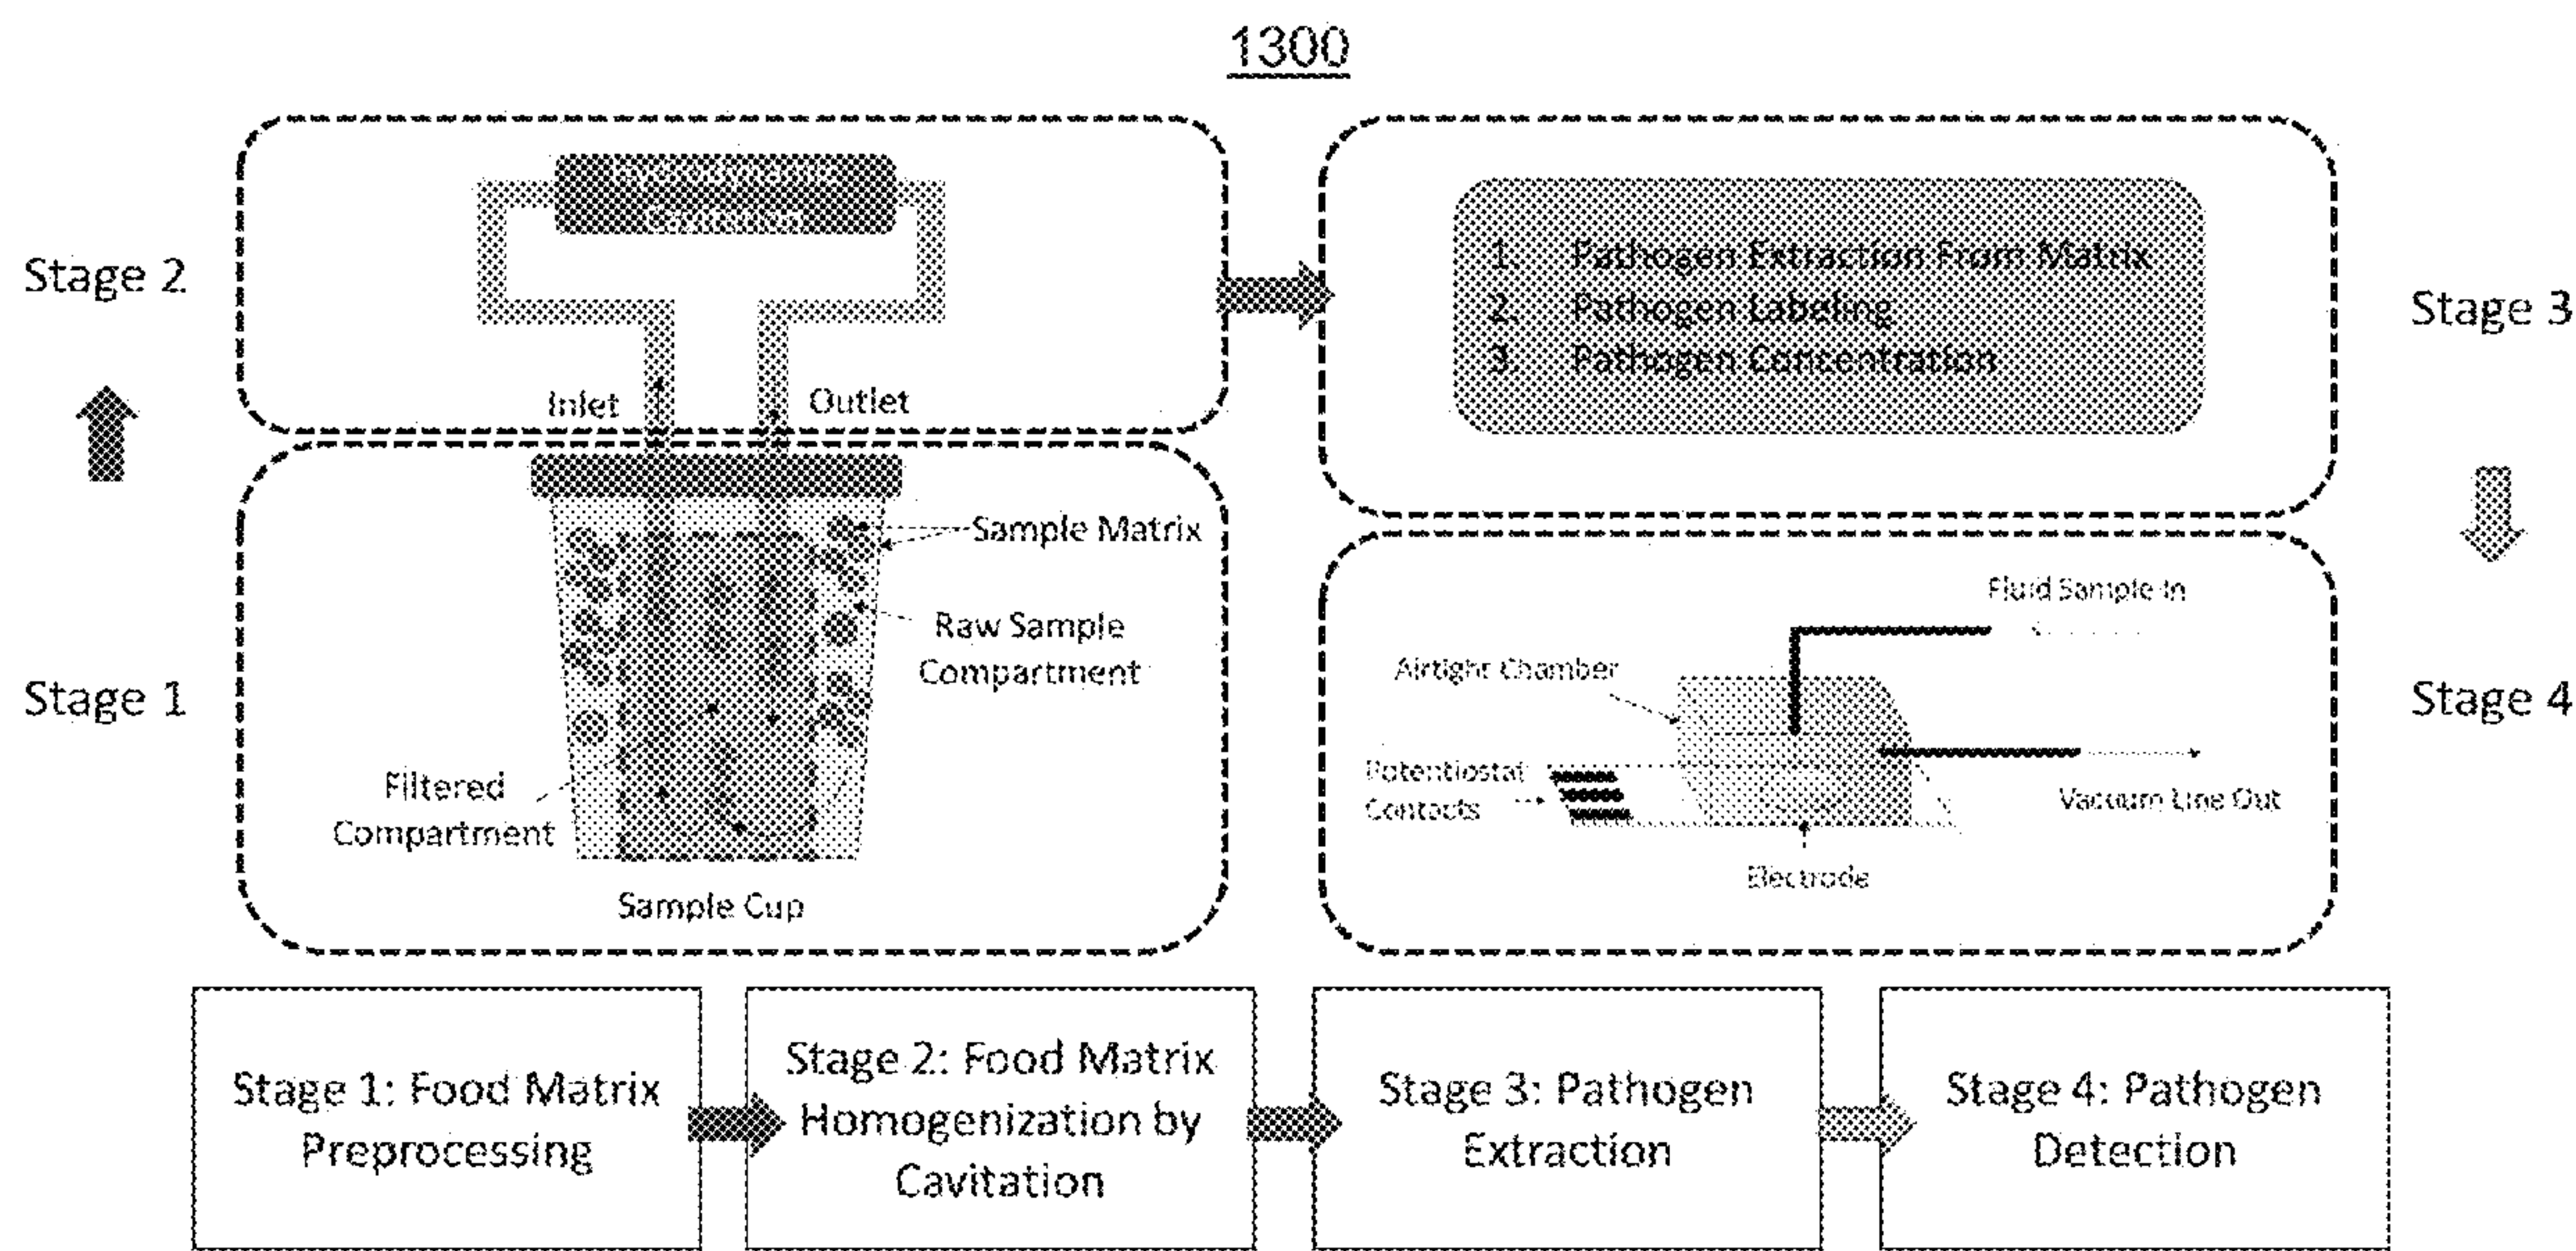 1300
Stage 2
Hydrodynamic
Cavitation
Inlet
Outlet
1. Pathogen Extraction From Matrix
2. Pathogen Labeling
3. Pathogen Concentration
Stage 3
Stage 1
Sample Matrix
Raw Sample
Compartment
Filtered
Compartment
Sample Cup
Fluid Sample In
Airtight Chamber
Potentiostat
Contacts
Vacuum Line Out
Electrode
Stage 4
Stage 1: Food Matrix
Preprocessing
Stage 2: Food Matrix
Homogenization by
Cavitation
Stage 3: Pathogen
Extraction
Stage 4: Pathogen
Detection